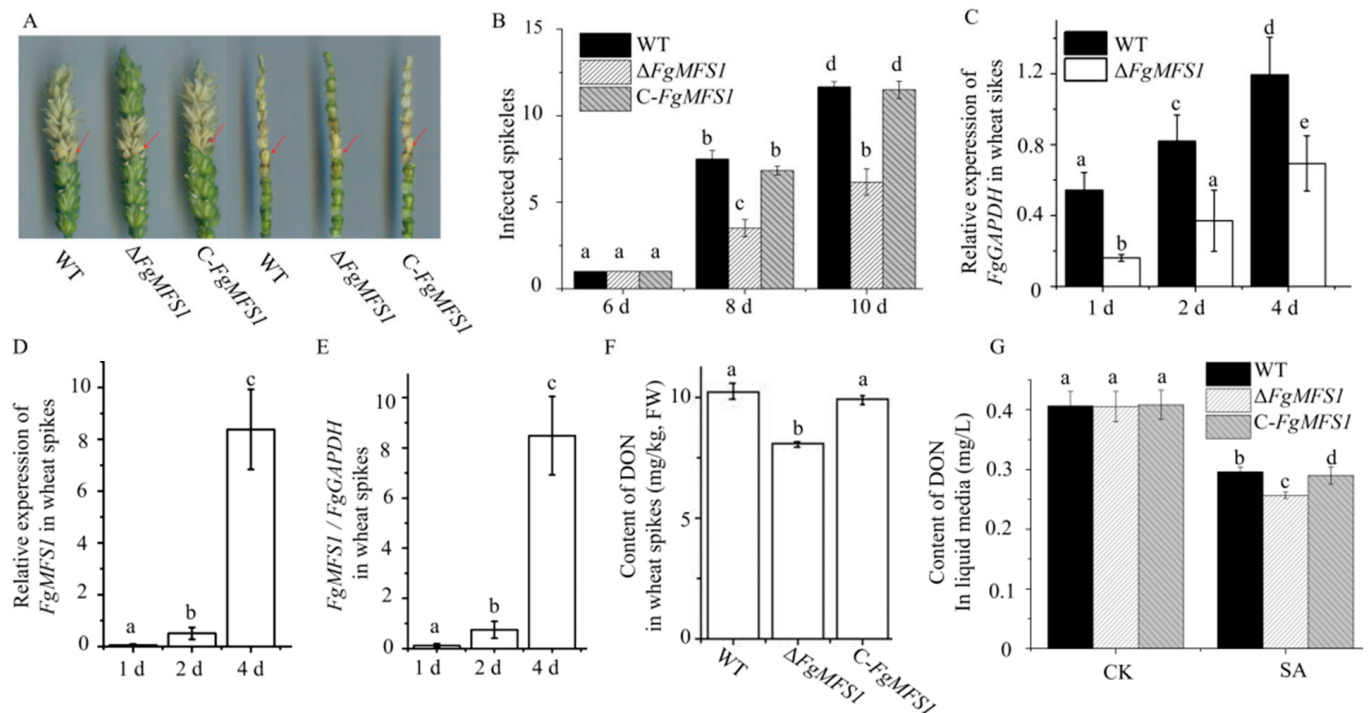 A
WT
ΔFgMFS1
C-FgMFS1
WT
ΔFgMFS1
C-FgMFS1
B
Infected spikelets
15
10
5
0
WT
ΔFgMFS1
C-FgMFS1
a a a
b c b
d b d
6 d 8 d 10 d
C
Relative experession of
FgGAPDH in wheat sikes
1.2
0.8
0.4
0
WT
ΔFgMFS1
a b
c a
d e
1 d 2 d 4 d
D
Relative experession of
FgMFS1 in wheat spikes
10
8
6
4
2
0
a b c
1 d 2 d 4 d
E
FgMFS1 / FgGAPDH
in wheat spikes
10
8
6
4
2
0
a b c
1 d 2 d 4 d
F
Content of DON
in wheat spikes (mg/kg, FW)
10
5
10
a b a
WT
ΔFgMFS1
C-FgMFS1
G
Content of DON
In liquid media (mg/L)
0.4
0.3
0.2
0.1
0
WT
ΔFgMFS1
C-FgMFS1
a a a
b c d
CK SA